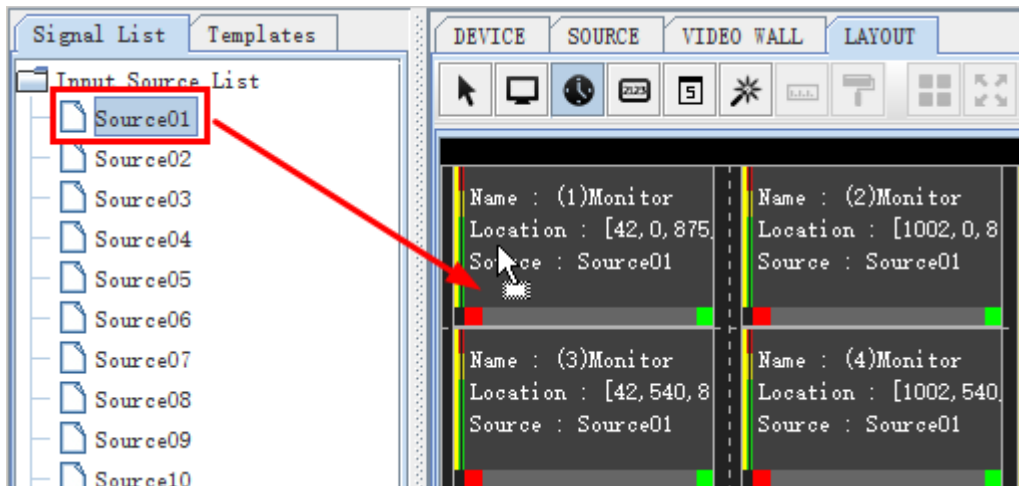 Signal List
Templates
Input Source List
Source01
Source02
Source03
Source04
Source05
Source06
Source07
Source08
Source09
Source10
DEVICE
SOURCE
VIDEO WALL
LAYOUT
2123
5
Name : (1)Monitor
Location : [42,0,875,
Source : Source01
Name : (2)Monitor
Location : [1002,0,8
Source : Source01
Name : (3)Monitor
Location : [42,540,8
Source : Source01
Name : (4)Monitor
Location : [1002,540,
Source : Source01